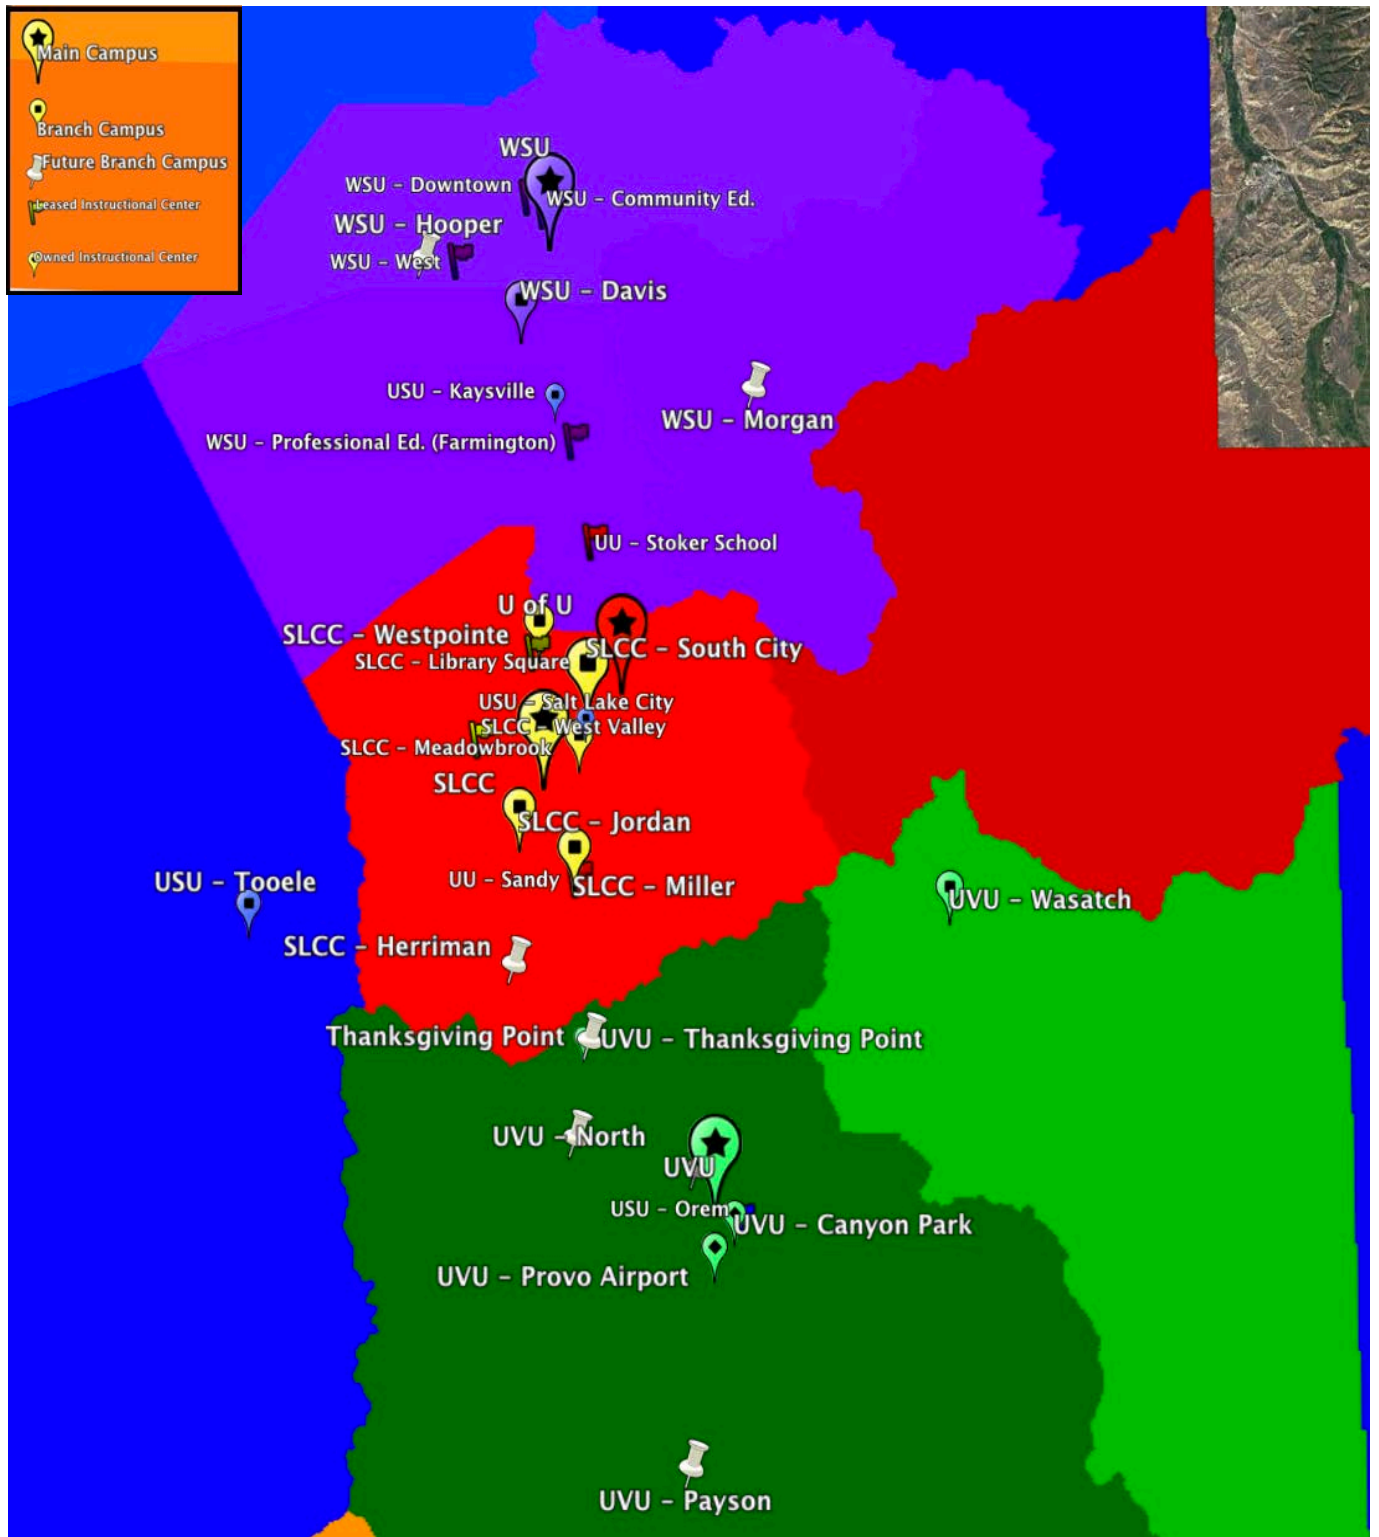 Main Campus
Branch Campus
Future Branch Campus
Leased Instructional Center
Owned Instructional Center
WSU
WSU - Downtown
WSU - Community Ed.
WSU - Hooper
WSU - West
WSU - Davis
USU - Kaysville
WSU - Morgan
WSU - Professional Ed. (Farmington)
UU - Stoker School
U of U
SLCC - Westpointe
SLCC - South City
SLCC - Library Square
USU - Salt Lake City
SLCC - West Valley
SLCC - Meadowbrook
SLCC
SLCC - Jordan
UU - Sandy
SLCC - Miller
USU - Tooele
UVU - Wasatch
SLCC - Herriman
Thanksgiving Point
UVU - Thanksgiving Point
UVU - North
UVU
USU - Orem
UVU - Canyon Park
UVU - Provo Airport
UVU - Payson